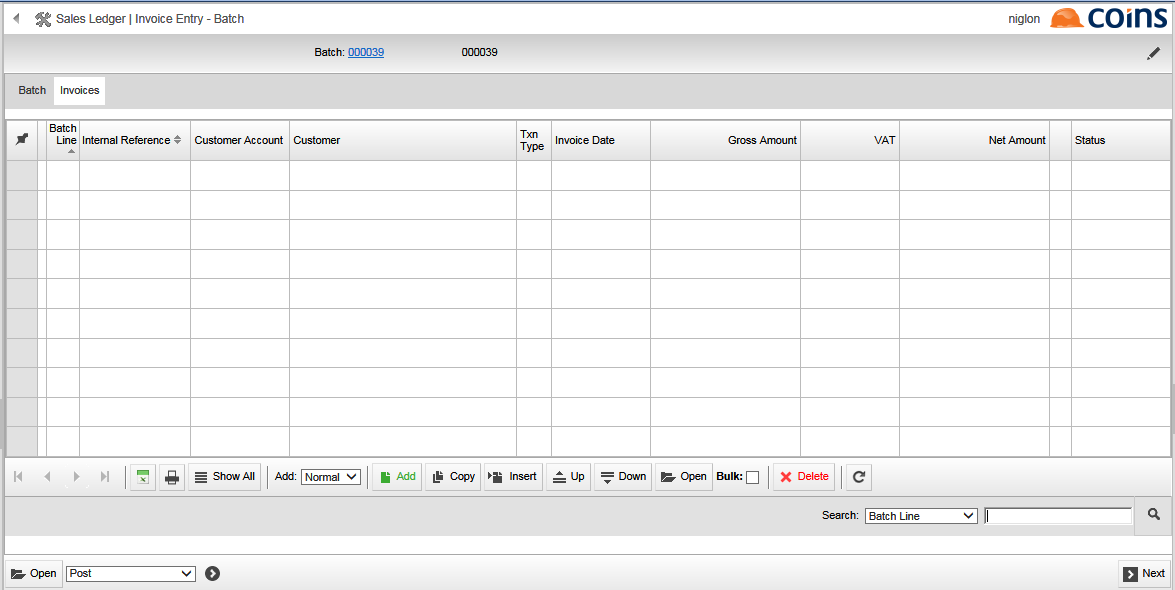 Sales Ledger | Invoice Entry - Batch
niglon
coins
Batch: 000039 000039
Batch Invoices
Batch Line Internal Reference Customer Account Customer Txn Type Invoice Date Gross Amount VAT Net Amount Status
Show All Add: Normal Add Copy Insert Up Down Open Bulk: Delete
Search: Batch Line
Open Post Next